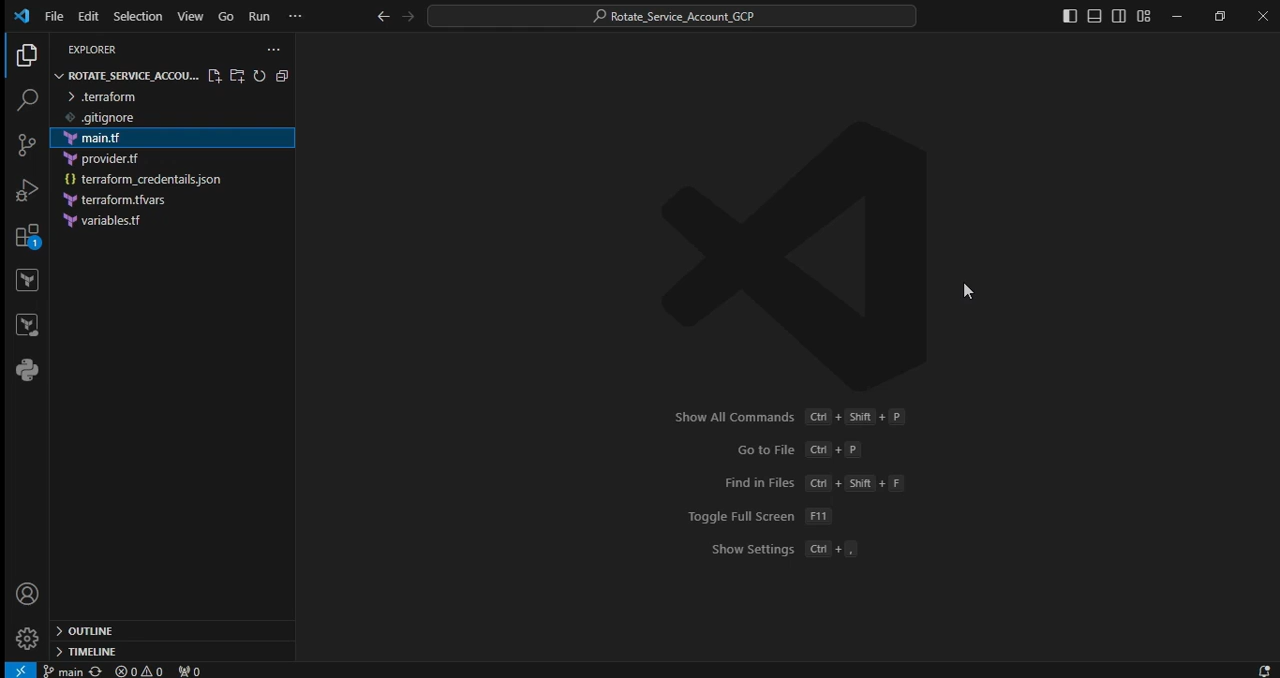 File Edit Selection View Go Run ··· Rotate_Service_Account_GCP
EXPLORER ···
ROTATE_SERVICE_ACCOU...
.terraform
.gitignore
main.tf
provider.tf
{} terraform_credentails.json
terraform.tfvars
variables.tf
1
Show All Commands Ctrl + Shift + P
Go to File Ctrl + P
Find in Files Ctrl + Shift + F
Toggle Full Screen F11
Show Settings Ctrl + ,
OUTLINE
TIMELINE
main 0 0 0